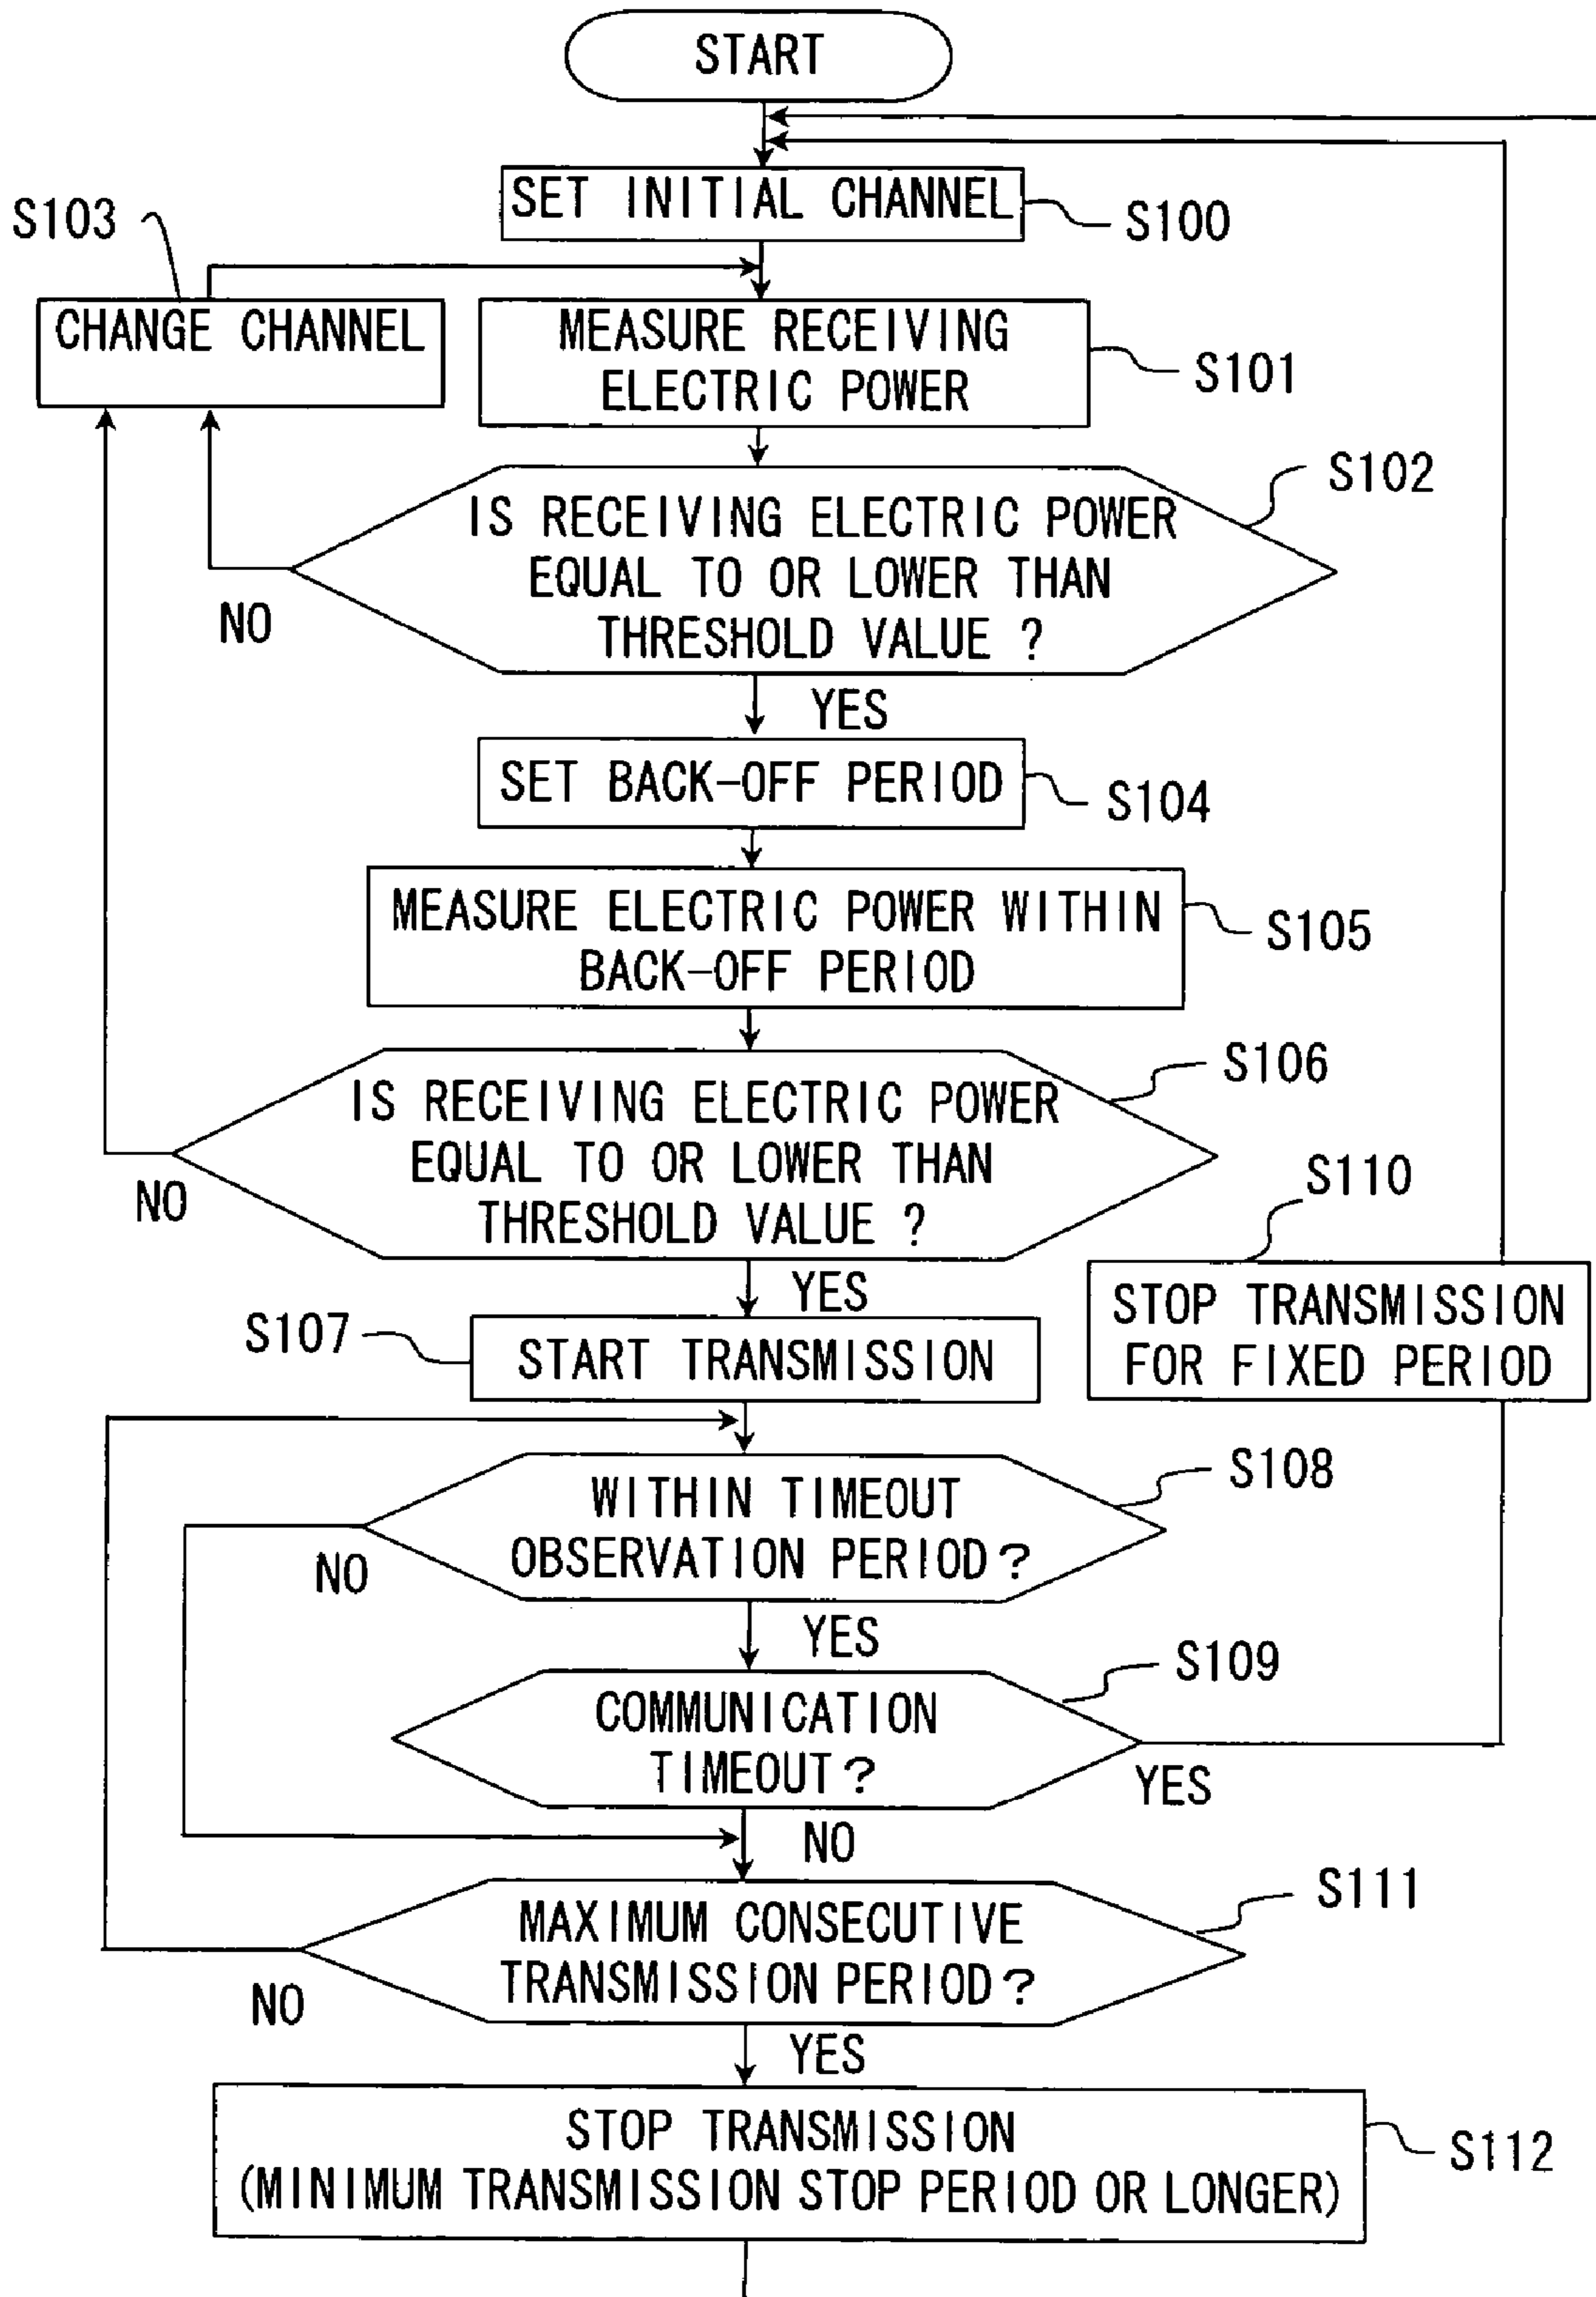 START
SET INITIAL CHANNEL
S100
S103
CHANGE CHANNEL
MEASURE RECEIVING
ELECTRIC POWER
S101
S102
IS RECEIVING ELECTRIC POWER
EQUAL TO OR LOWER THAN
THRESHOLD VALUE ?
NO
YES
SET BACK-OFF PERIOD
S104
MEASURE ELECTRIC POWER WITHIN
BACK-OFF PERIOD
S105
S106
IS RECEIVING ELECTRIC POWER
EQUAL TO OR LOWER THAN
THRESHOLD VALUE ?
NO
YES
S110
STOP TRANSMISSION
FOR FIXED PERIOD
S107
START TRANSMISSION
S108
WITHIN TIMEOUT
OBSERVATION PERIOD?
NO
YES
S109
COMMUNICATION
TIMEOUT?
YES
NO
S111
MAXIMUM CONSECUTIVE
TRANSMISSION PERIOD?
NO
YES
STOP TRANSMISSION
(MINIMUM TRANSMISSION STOP PERIOD OR LONGER)
S112